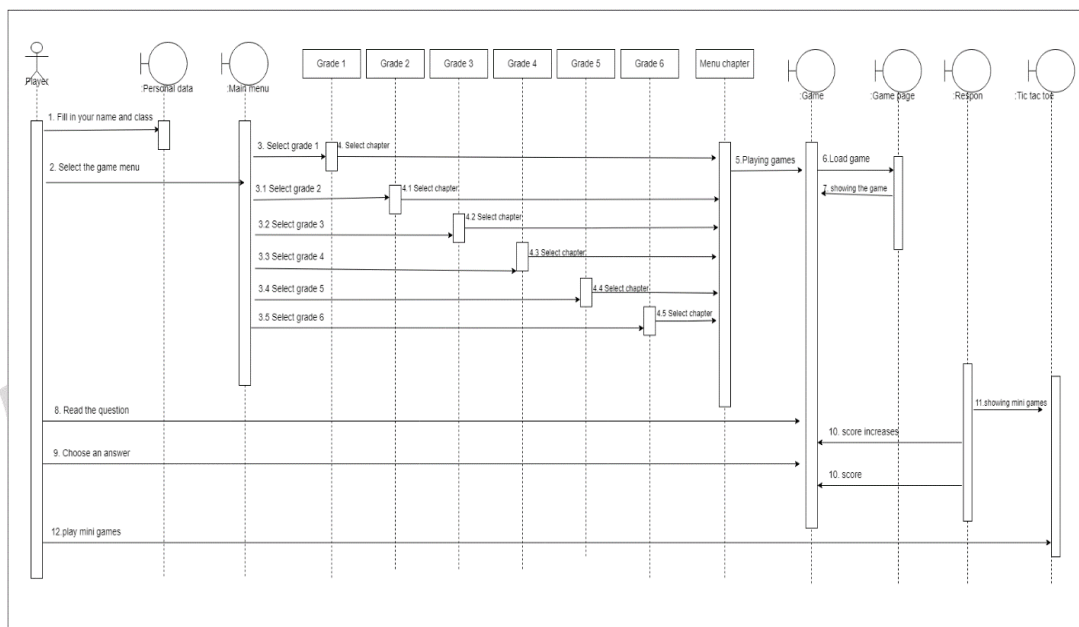 Grade 1
Grade 2
Grade 3
Grade 4
Grade 5
Grade 6
Menu chapter
:Player
:Personal data
:Main menu
:Game
:Game page
:Respon
:Tic tac toe
1. Fill in your name and class
2. Select the game menu
3. Select grade 1
4. Select chapter
5.Playing games
6.Load game
7. showing the game
3.1 Select grade 2
4.1 Select chapter
3.2 Select grade 3
4.2 Select chapter
3.3 Select grade 4
4.3 Select chapter
3.4 Select grade 5
4.4 Select chapter
3.5 Select grade 6
4.5 Select chapter
8. Read the question
11.showing mini games
10. score increases
9. Choose an answer
10. score
12.play mini games